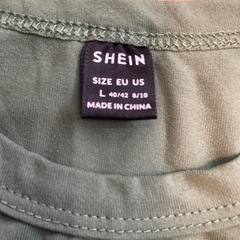 SHEIN
SIZE EU US
L 40/42 8/10
MADE IN CHINA